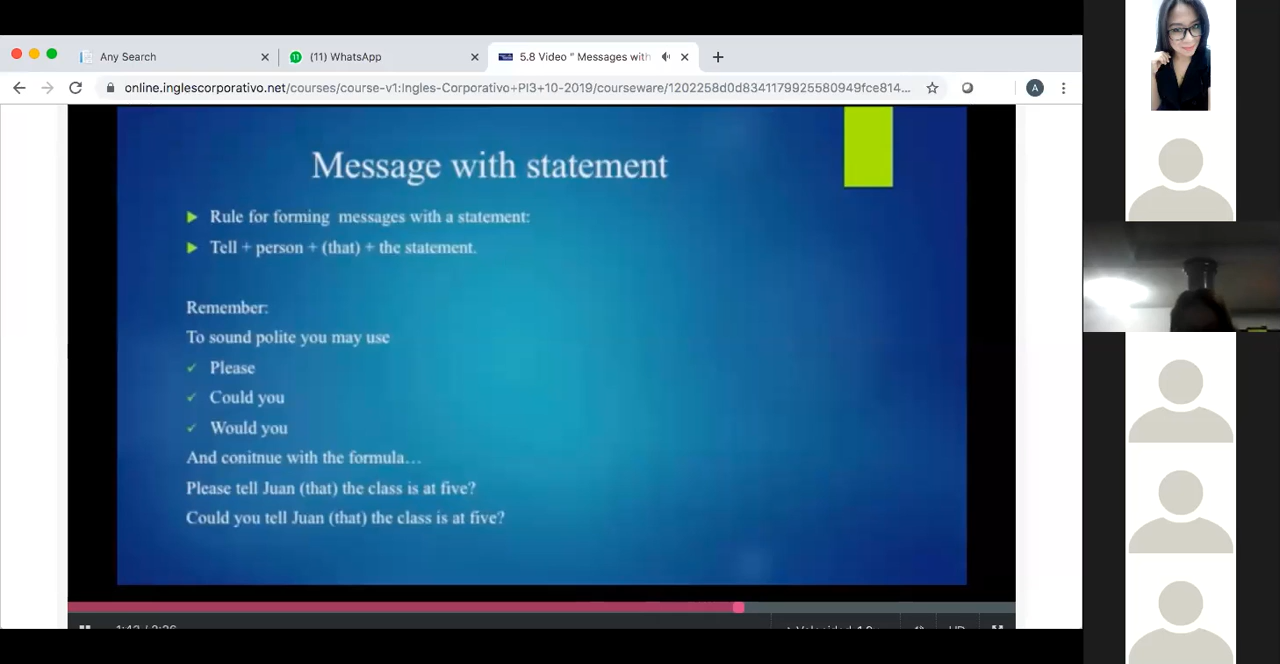 Any Search
(11) WhatsApp
5.8 Video " Messages with
online.inglescorporativo.net/courses/course-v1:Ingles-Corporativo+PI3+10-2019/courseware/1202258d0d8341179925580949fce814...
A
Message with statement
Rule for forming messages with a statement:
Tell + person + (that) + the statement.
Remember:
To sound polite you may use
Please
Could you
Would you
And conitnue with the formula...
Please tell Juan (that) the class is at five?
Could you tell Juan (that) the class is at five?